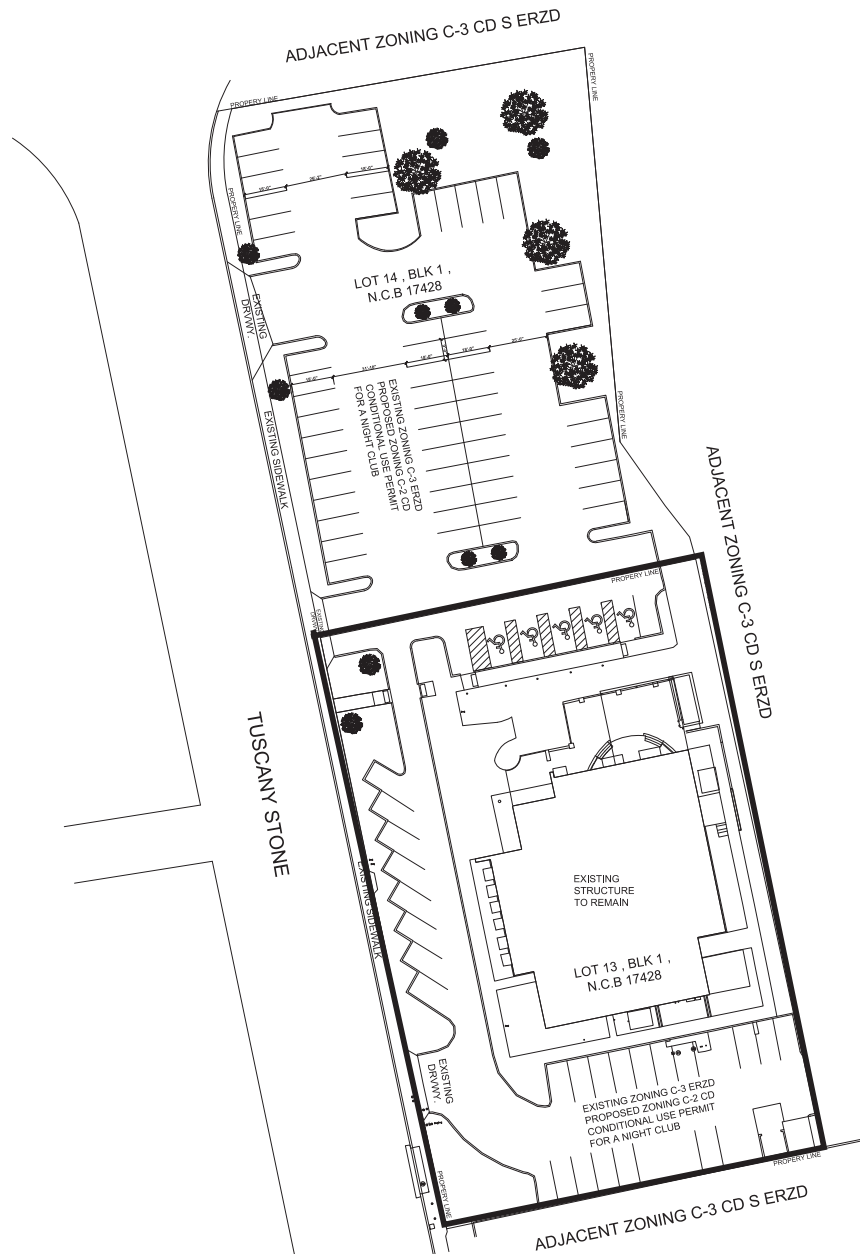 ADJACENT ZONING C-3 CD S ERZD
PROPERY LINE
PROPERY LINE
PROPERY LINE
LOT 14 , BLK 1 ,
N.C.B 17428
EXISTING
DRVWY.
EXISTING SIDEWALK
EXISTING ZONING C-3 ERZD
PROPOSED ZONING C-2 CD
CONDITIONAL USE PERMIT
FOR A NIGHT CLUB
PROPERY LINE
ADJACENT ZONING C-3 CD S ERZD
PROPERY LINE
EXISTING
DRVWY.
TUSCANY STONE
EXISTING SIDEWALK
EXISTING
STRUCTURE
TO REMAIN
LOT 13 , BLK 1 ,
N.C.B 17428
EXISTING
DRVWY.
EXISTING ZONING C-3 ERZD
PROPOSED ZONING C-2 CD
CONDITIONAL USE PERMIT
FOR A NIGHT CLUB
PROPERY LINE
PROPERY LINE
ADJACENT ZONING C-3 CD S ERZD